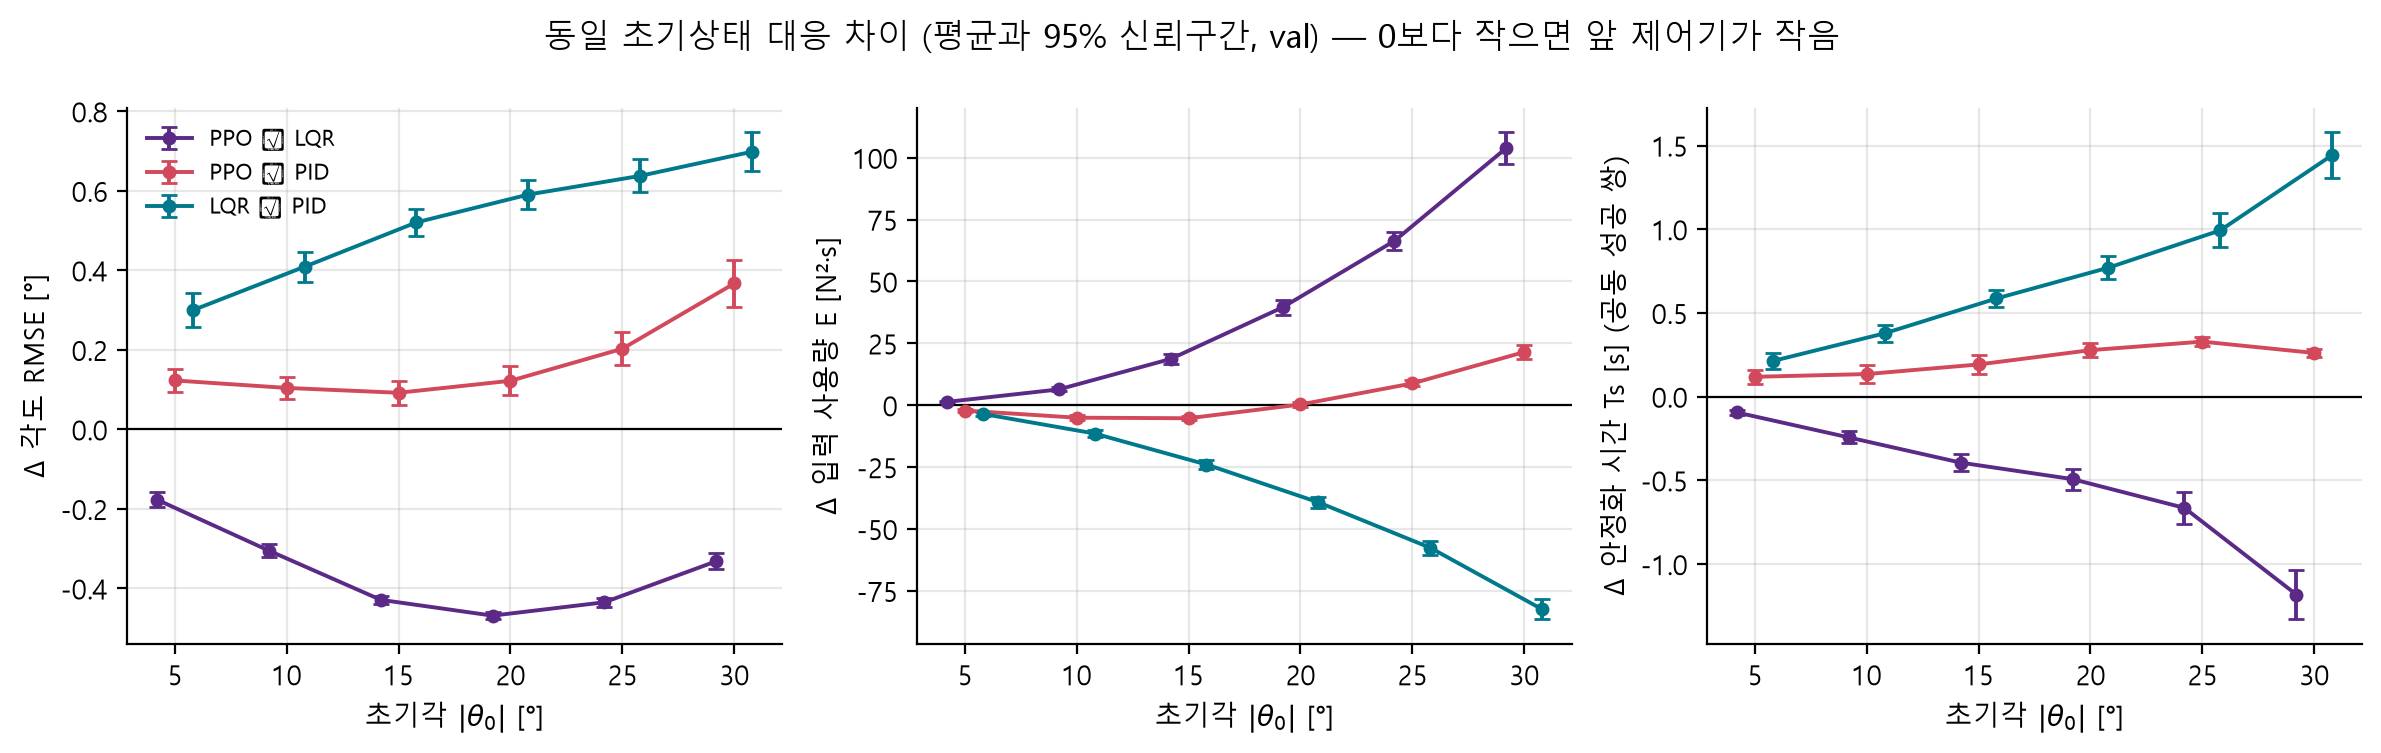 동일 초기상태 대응 차이 (평균과 95% 신뢰구간, val) — 0보다 작으면 앞 제어기가 작음
Δ 각도 RMSE [°]
0.8
0.6
0.4
0.2
0.0
-0.2
-0.4
PPO √ LQR
PPO √ PID
LQR √ PID
5 10 15 20 25 30
초기각 |θ₀| [°]
Δ 입력 사용량 E [N²·s]
100
75
50
25
0
-25
-50
-75
5 10 15 20 25 30
초기각 |θ₀| [°]
Δ 안정화 시간 Ts [s] (공동 성공 쌍)
1.5
1.0
0.5
0.0
-0.5
-1.0
5 10 15 20 25 30
초기각 |θ₀| [°]